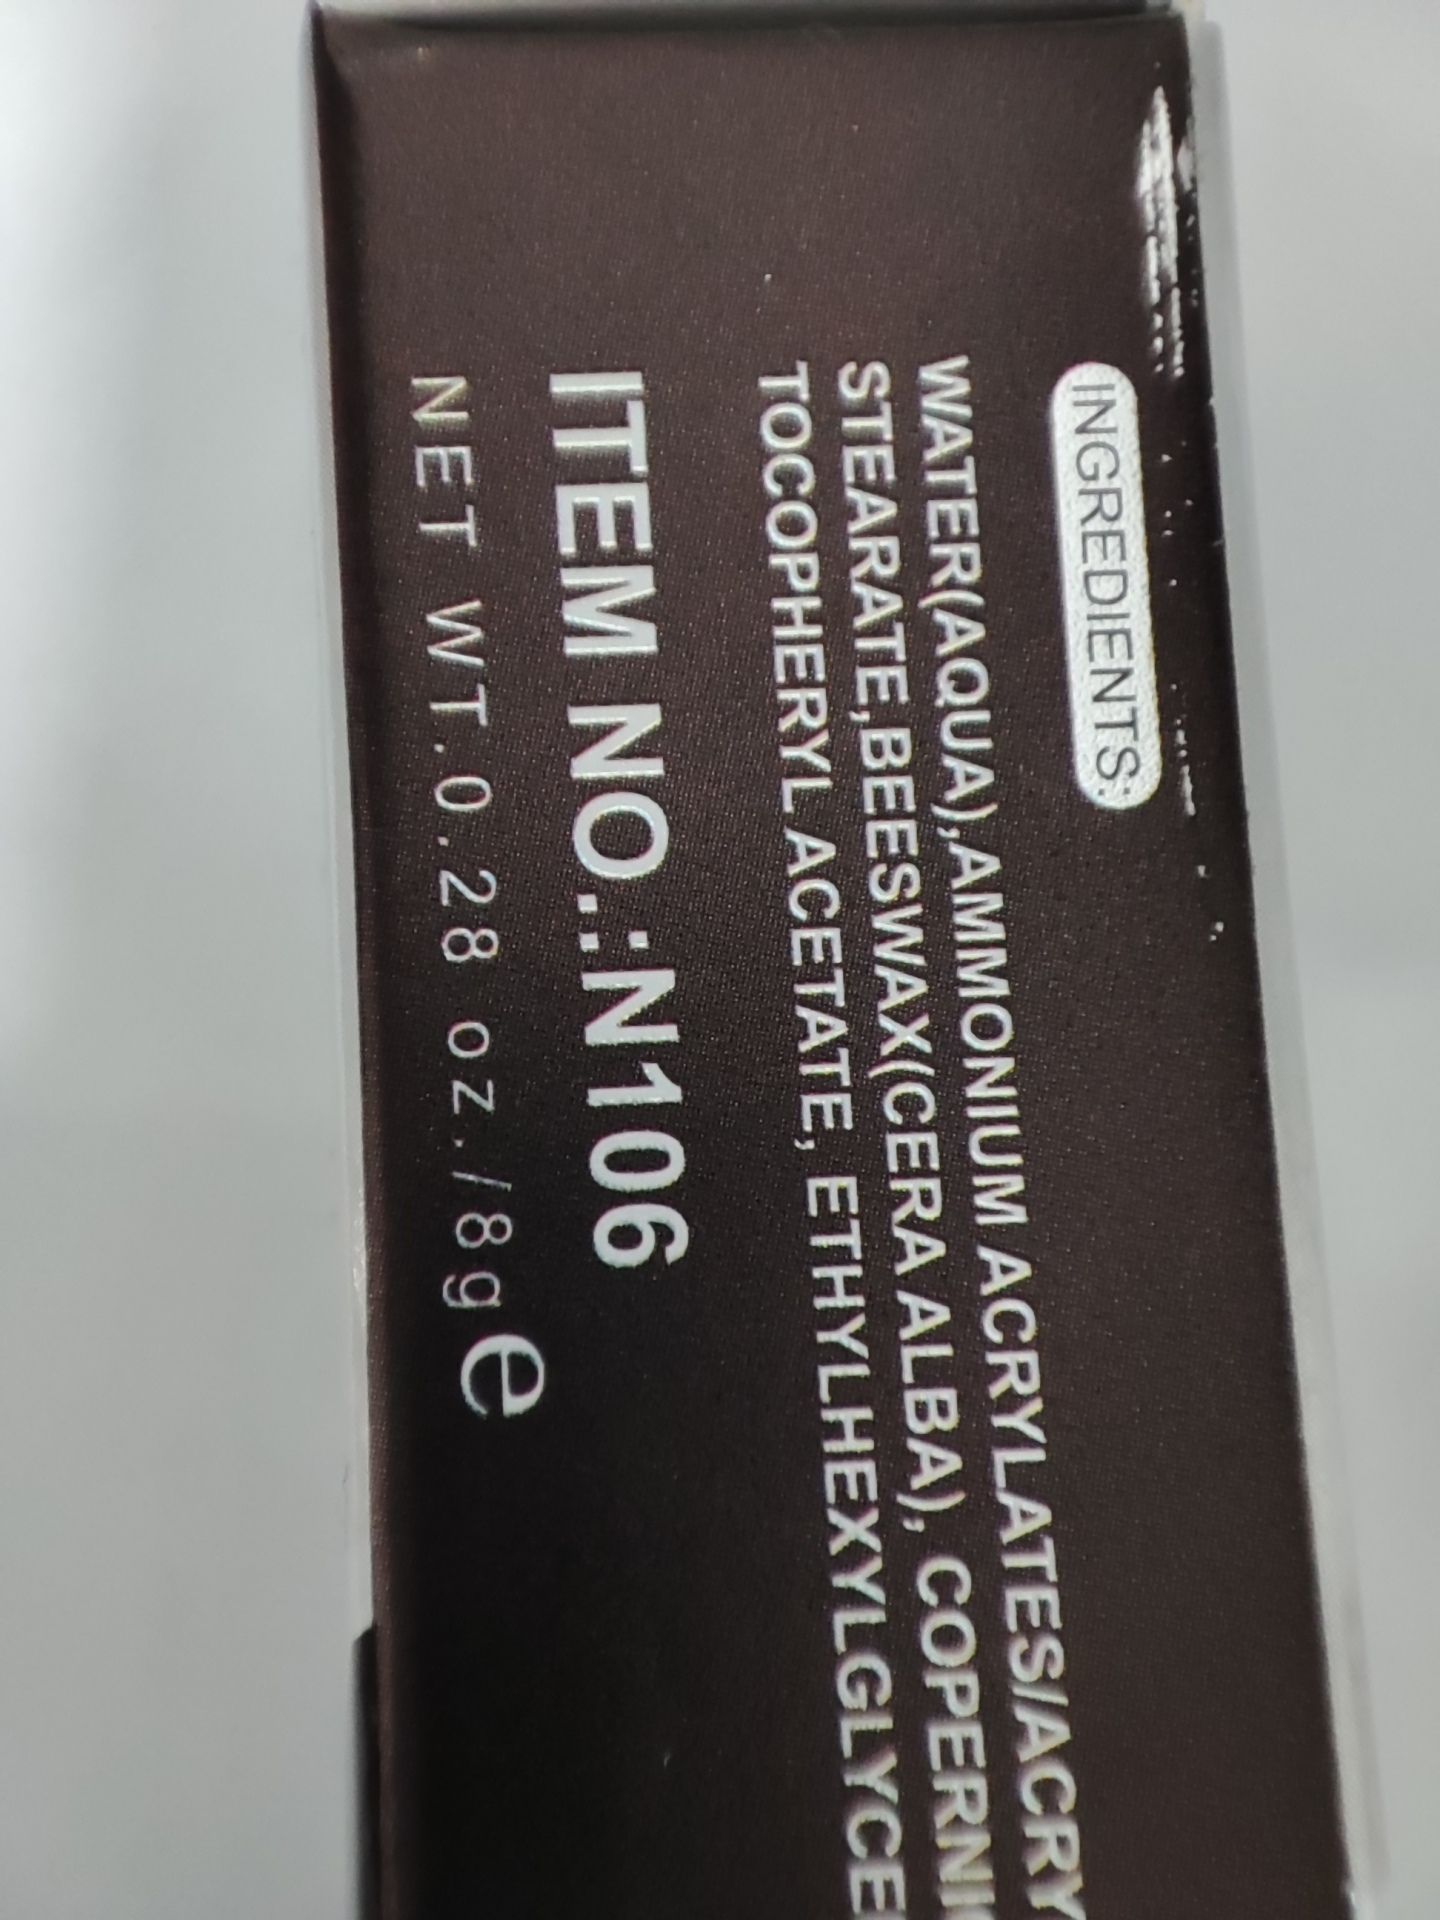 INGREDIENTS:
WATER(AQUA),AMMONIUM ACRYLATES/ACRY
STEARATE,BEESWAX(CERA ALBA), COPERNI
TOCOPHERYL ACETATE, ETHYLHEXYLGLYCE
ITEM NO.:N106
NET WT.0.28 oz./8g e